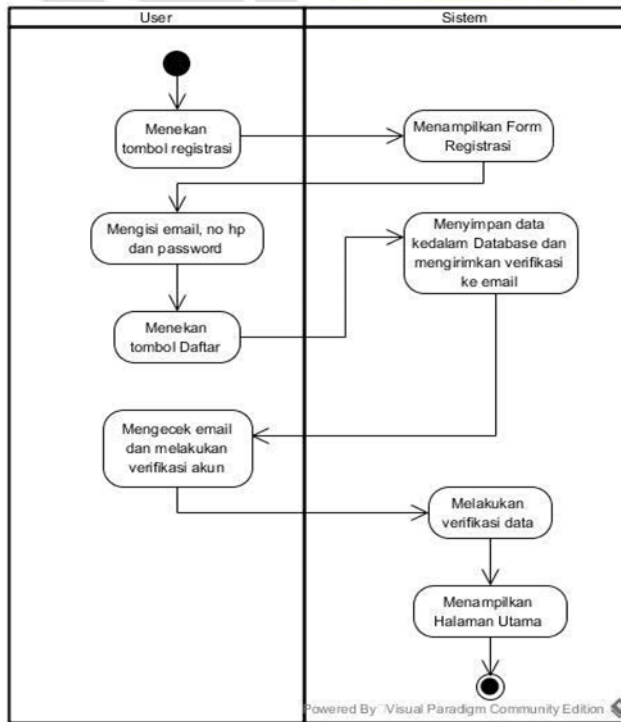 User
Sistem
Menekan
tombol registrasi
Menampilkan Form
Registrasi
Mengisi email, no hp
dan password
Menyimpan data
kedalam Database dan
mengirimkan verifikasi
ke email
Menekan
tombol Daftar
Mengecek email
dan melakukan
verifikasi akun
Melakukan
verifikasi data
Menampilkan
Halaman Utama
Powered By Visual Paradigm Community Edition